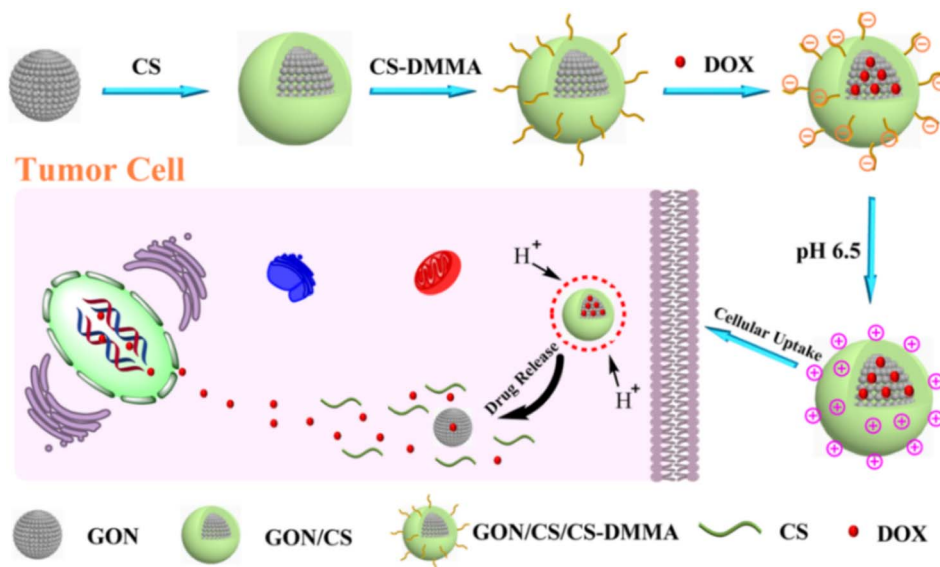 CS
CS-DMMA
DOX
Tumor Cell
pH 6.5
H+
Cellular Uptake
Drug Release
H+
GON
GON/CS
GON/CS/CS-DMMA
CS
DOX